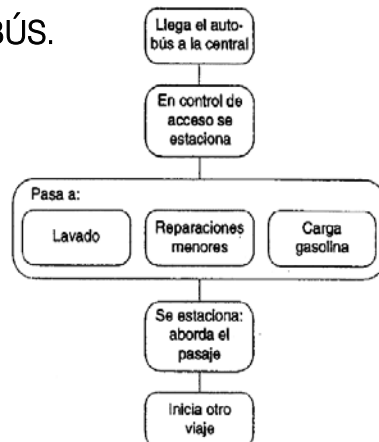 BÚS.
Llega el auto-
bús a la central
En control de
acceso se
estaciona
Pasa a:
Lavado
Reparaciones
menores
Carga
gasolina
Se estaciona:
aborda el
pasaje
Inicia otro
viaje